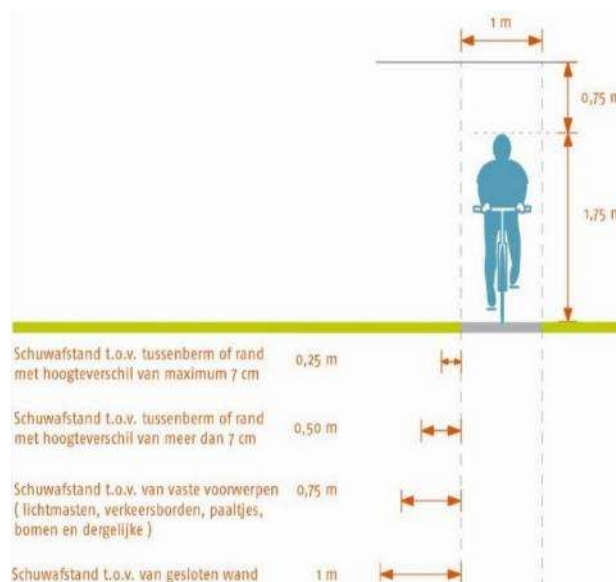 1 m
0,75 m
1,75 m
Schuwafstand t.o.v. tussenberm of rand
met hoogteverschil van maximum 7 cm
0,25 m
Schuwafstand t.o.v. tussenberm of rand
met hoogteverschil van meer dan 7 cm
0,50 m
Schuwafstand t.o.v. van vaste voorwerpen
( lichtmasten, verkeersborden, paaltjes,
bomen en dergelijke )
0,75 m
Schuwafstand t.o.v. van gesloten wand
1 m